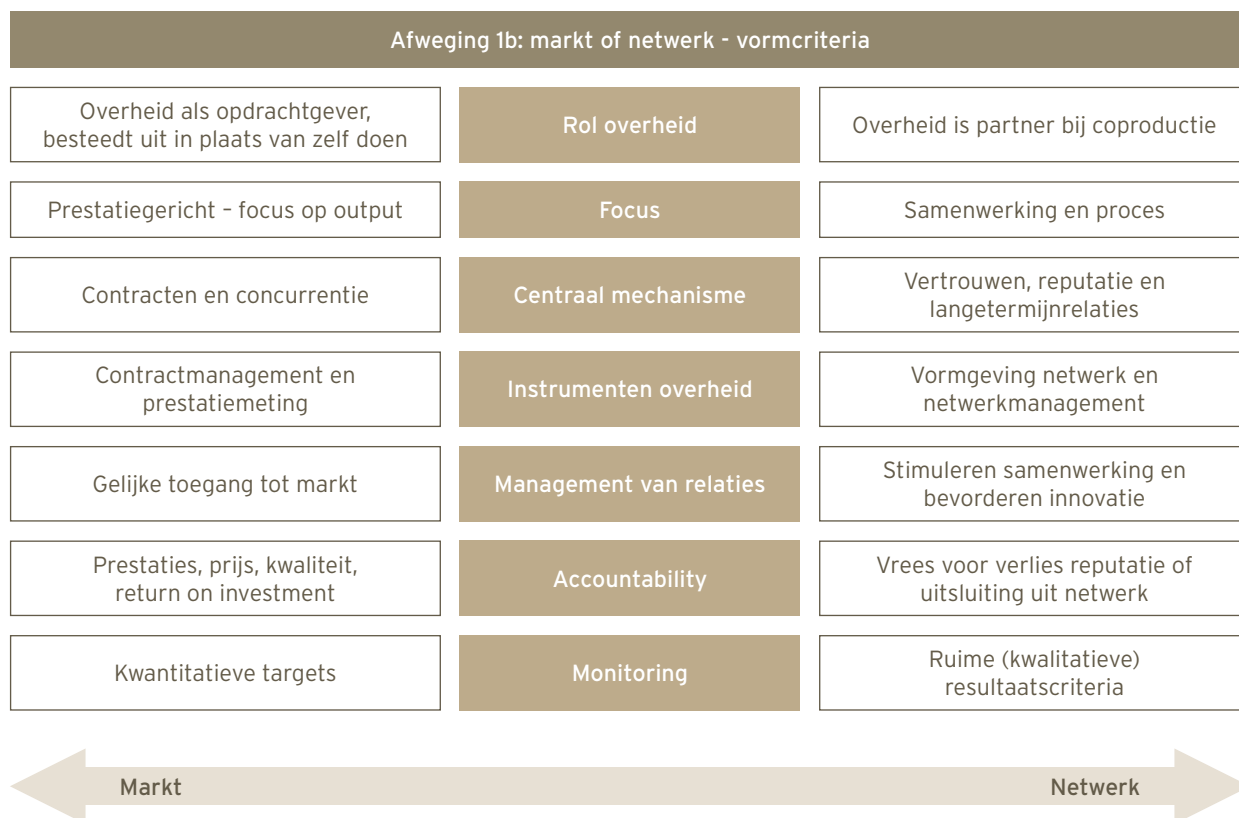 Afweging 1b: markt of netwerk - vormcriteria
Overheid als opdrachtgever,
besteedt uit in plaats van zelf doen
Rol overheid
Overheid is partner bij coproductie
Prestatiegericht – focus op output
Focus
Samenwerking en proces
Contracten en concurrentie
Centraal mechanisme
Vertrouwen, reputatie en
langetermijnrelaties
Contractmanagement en
prestatiemeting
Instrumenten overheid
Vormgeving netwerk en
netwerkmanagement
Gelijke toegang tot markt
Management van relaties
Stimuleren samenwerking en
bevorderen innovatie
Prestaties, prijs, kwaliteit,
return on investment
Accountability
Vrees voor verlies reputatie of
uitsluiting uit netwerk
Kwantitatieve targets
Monitoring
Ruime (kwalitatieve)
resultaatscriteria
Markt
Netwerk